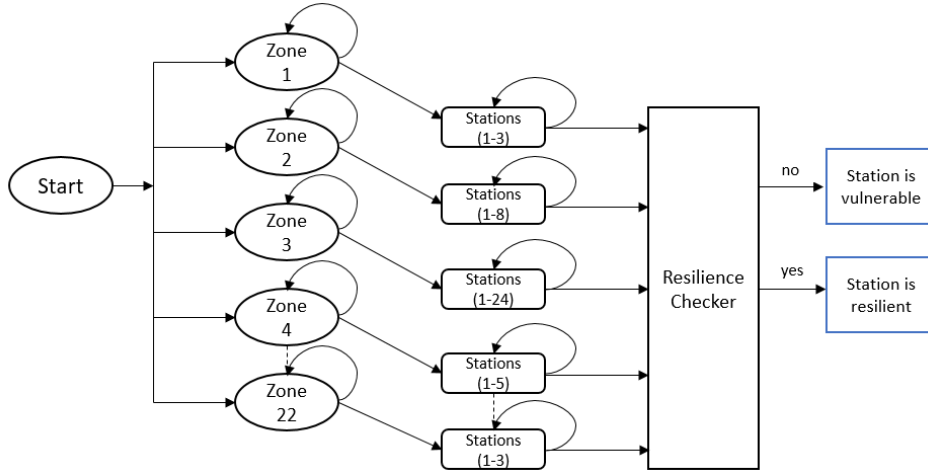 Start
Zone
1
Zone
2
Zone
3
Zone
4
Zone
22
Stations
(1-3)
Stations
(1-8)
Stations
(1-24)
Stations
(1-5)
Stations
(1-3)
Resilience
Checker
no
yes
Station is
vulnerable
Station is
resilient